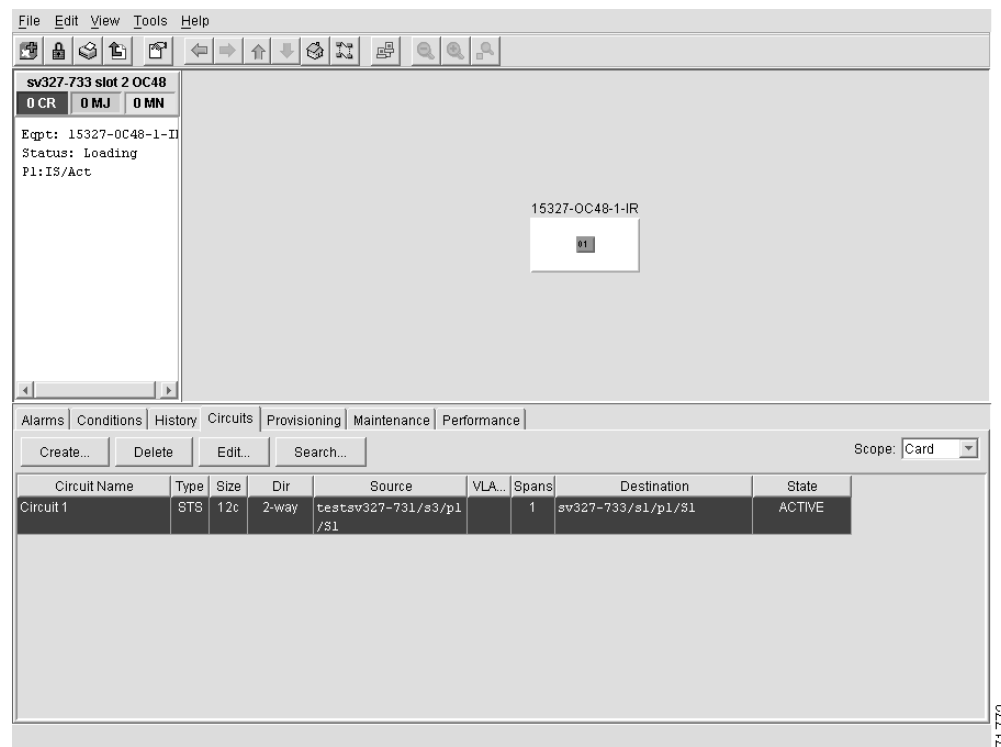 File Edit View Tools Help
sv327-733 slot 2 OC48
0 CR 0 MJ 0 MN
Eqpt: 15327-OC48-1-I
Status: Loading
Pl:IS/Act
15327-OC48-1-IR
01
Alarms Conditions History Circuits Provisioning Maintenance Performance
Create... Delete Edit... Search... Scope: Card
Circuit Name Type Size Dir Source VLA... Spans Destination State
Circuit 1 STS 12c 2-way testsv327-731/s3/p1 1 sv327-733/s1/p1/S1 ACTIVE
/S1